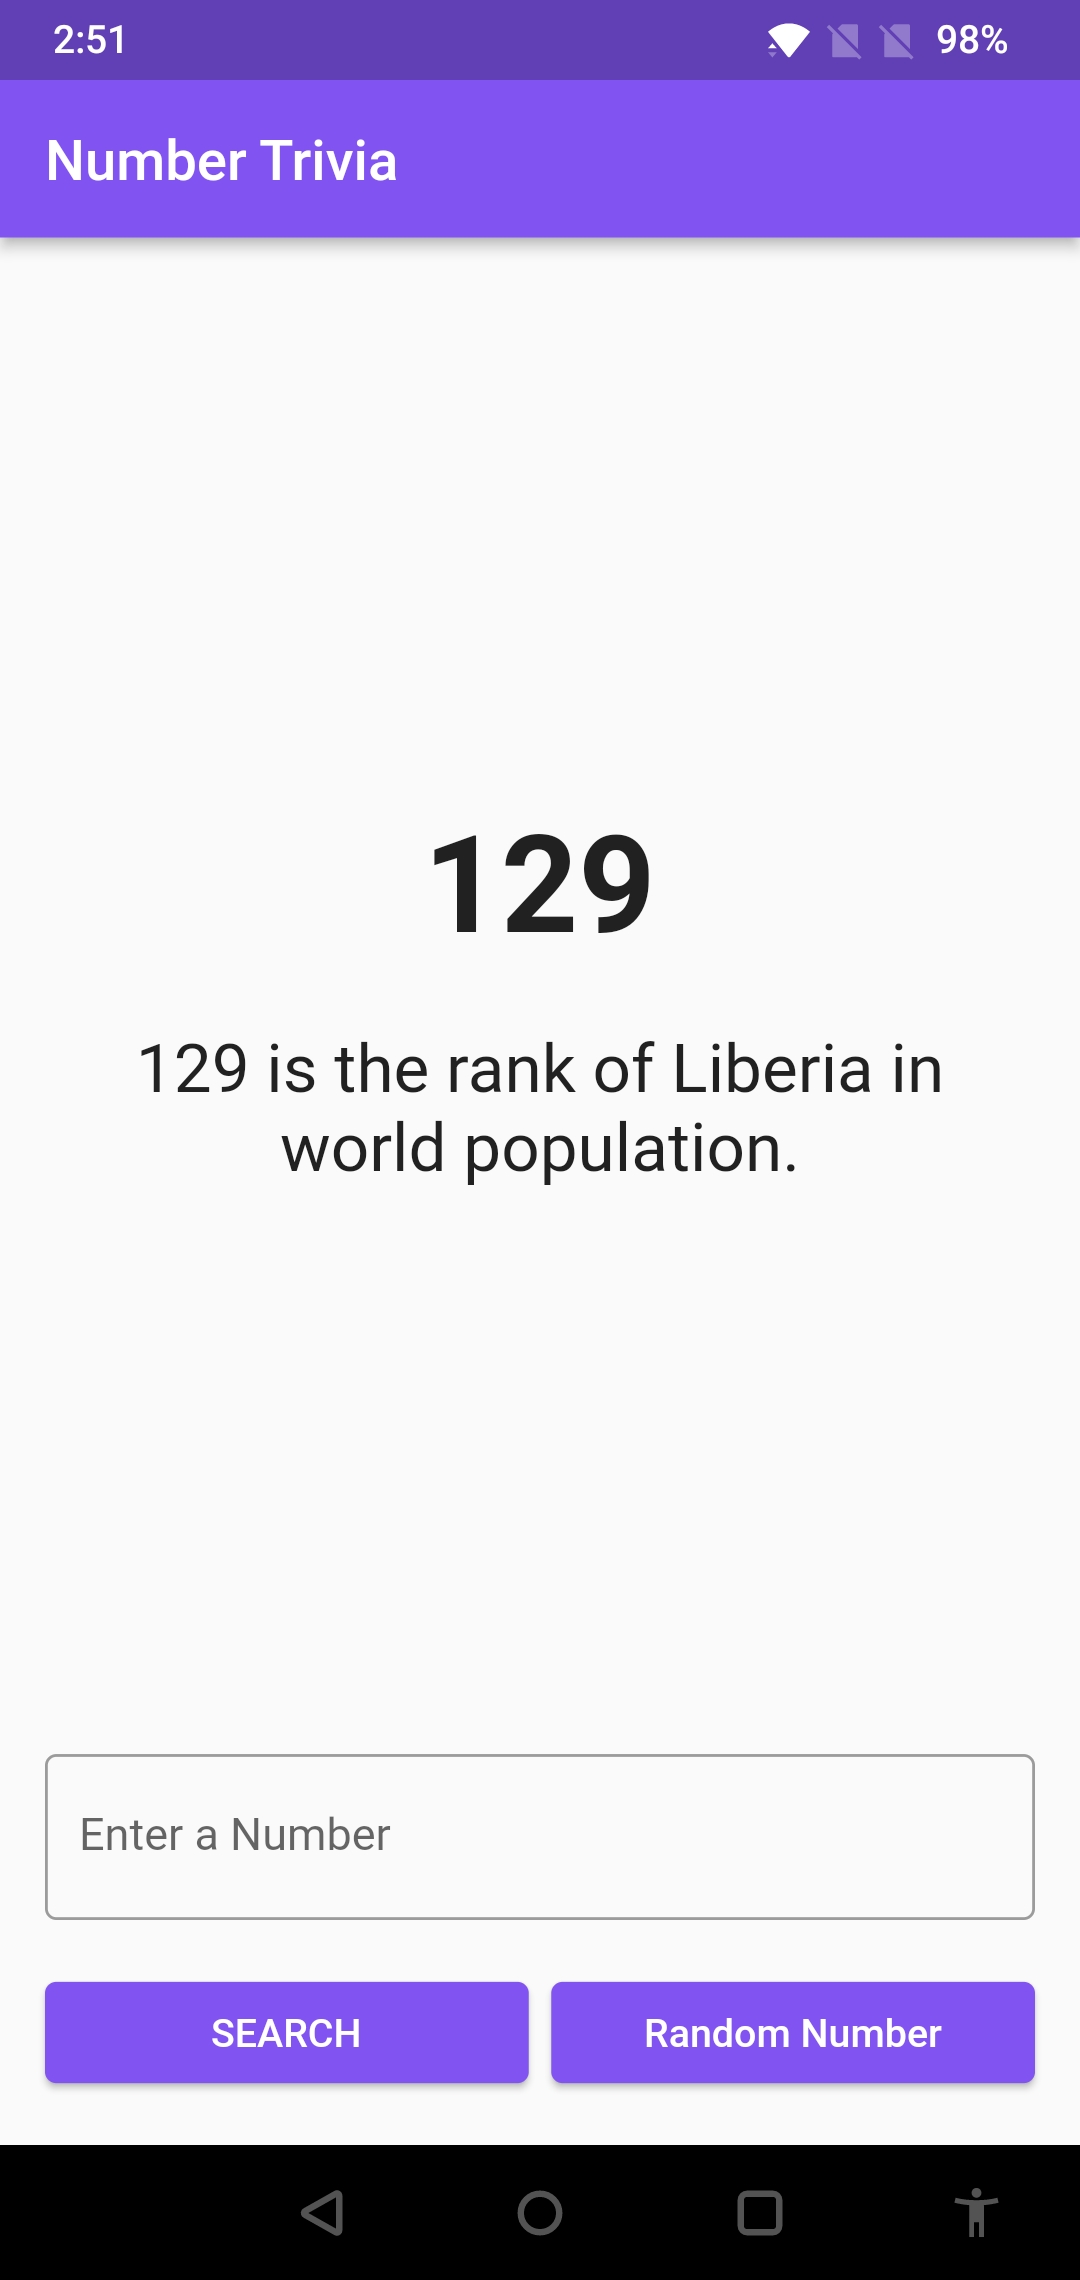 2:51 98%
Number Trivia
129
129 is the rank of Liberia in
world population.
Enter a Number
SEARCH Random Number